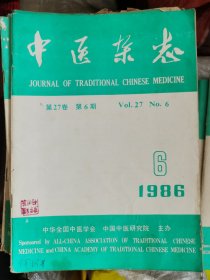 中医杂志
JOURNAL OF TRADITIONAL CHINESE MEDICINE
第27卷 第6期 Vol.27 No.6
6
1986
中华全国中医学会 中国中医研究院 主办
Sponsored by ALL-CHINA ASSOCIATION OF TRADITIONAL CHINESE
MEDICINE and CHINA ACADEMY OF TRADITIONAL CHINESE MEDICINE